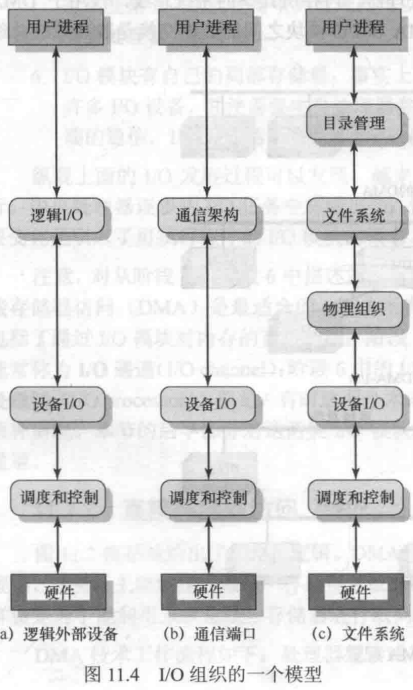 用户进程
逻辑I/O
设备I/O
调度和控制
硬件
a) 逻辑外部设备
用户进程
通信架构
设备I/O
调度和控制
硬件
(b) 通信端口
用户进程
目录管理
文件系统
物理组织
设备I/O
调度和控制
硬件
(c) 文件系统
图 11.4 I/O 组织的一个模型